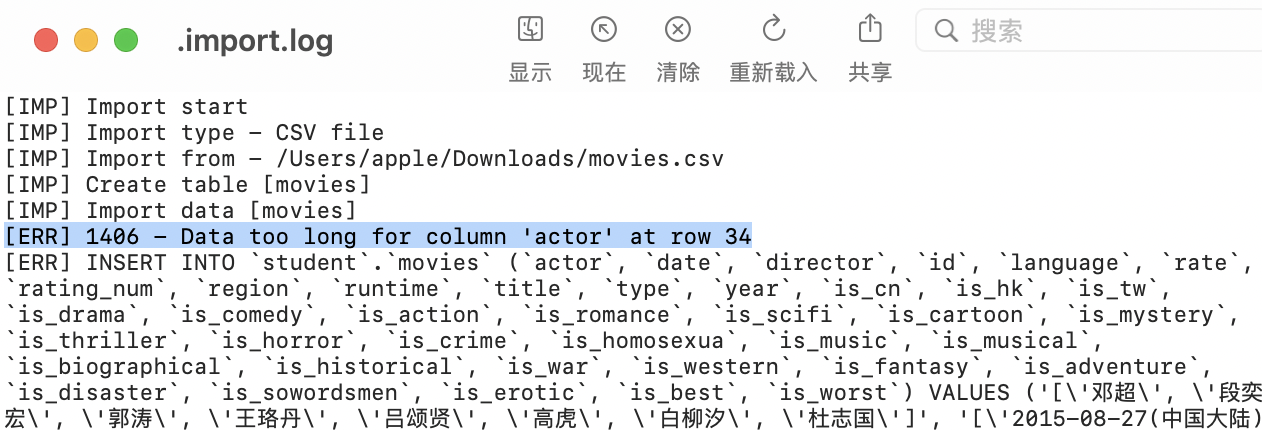 .import.log
搜索
显示 现在 清除 重新载入 共享
[IMP] Import start
[IMP] Import type - CSV file
[IMP] Import from - /Users/apple/Downloads/movies.csv
[IMP] Create table [movies]
[IMP] Import data [movies]
[ERR] 1406 - Data too long for column 'actor' at row 34
[ERR] INSERT INTO `student`.`movies` (`actor`, `date`, `director`, `id`, `language`, `rate`,
`rating_num`, `region`, `runtime`, `title`, `type`, `year`, `is_cn`, `is_hk`, `is_tw`,
`is_drama`, `is_comedy`, `is_action`, `is_romance`, `is_scifi`, `is_cartoon`, `is_mystery`,
`is_thriller`, `is_horror`, `is_crime`, `is_homosexua`, `is_music`, `is_musical`,
`is_biographical`, `is_historical`, `is_war`, `is_western`, `is_fantasy`, `is_adventure`,
`is_disaster`, `is_sowordsmen`, `is_erotic`, `is_best`, `is_worst`) VALUES ('[\'邓超\', \'段奕
宏\', \'郭涛\', \'王珞丹\', \'吕颂贤\', \'高虎\', \'白柳汐\', \'杜志国\']', '[\'2015-08-27(中国大陆)